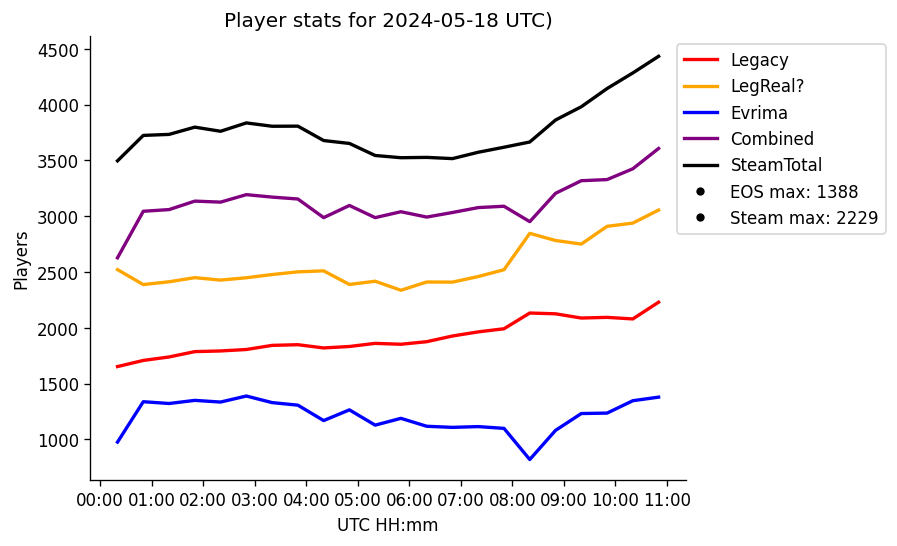 Player stats for 2024-05-18 UTC)
4500
4000
3500
3000
2500
2000
1500
1000
Players
00:00 01:00 02:00 03:00 04:00 05:00 06:00 07:00 08:00 09:00 10:00 11:00
UTC HH:mm
Legacy
LegReal?
Evrima
Combined
SteamTotal
EOS max: 1388
Steam max: 2229